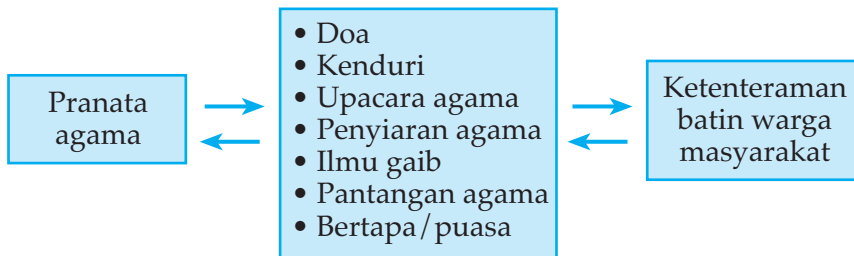 Pranata
agama
• Doa
• Kenduri
• Upacara agama
• Penyiaran agama
• Ilmu gaib
• Pantangan agama
• Bertapa/puasa
Ketenteraman
batin warga
masyarakat